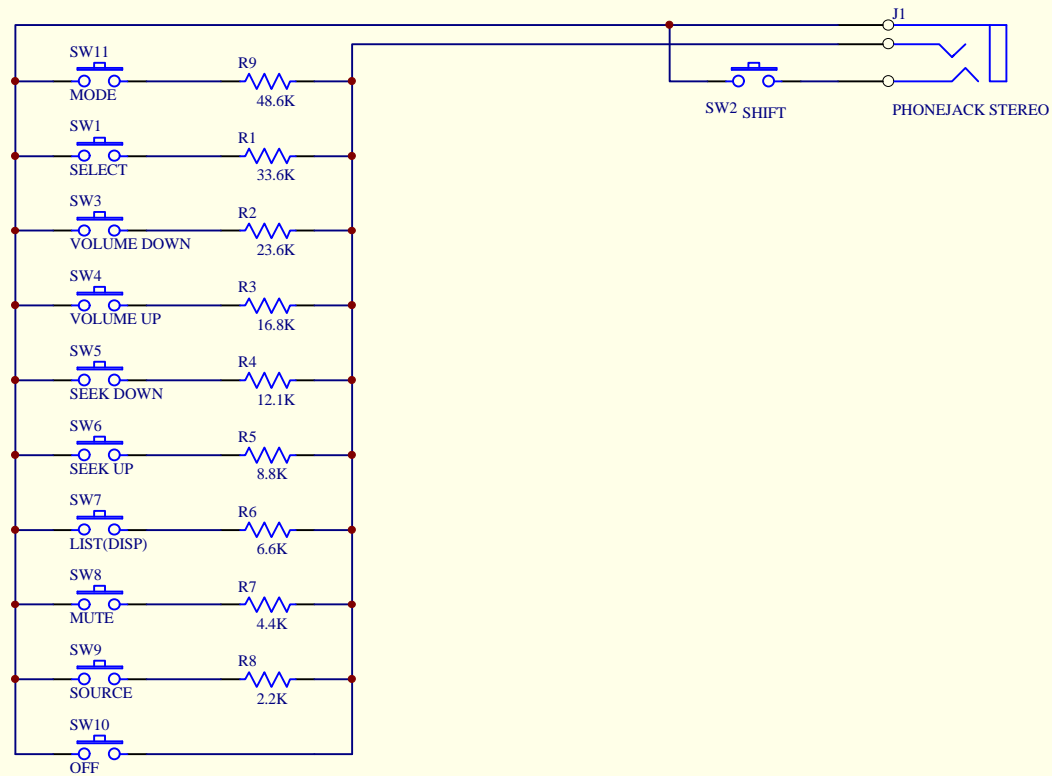 J1
PHONEJACK STEREO
SW2 SHIFT
SW11
MODE
R9
48.6K
SW1
SELECT
R1
33.6K
SW3
VOLUME DOWN
R2
23.6K
SW4
VOLUME UP
R3
16.8K
SW5
SEEK DOWN
R4
12.1K
SW6
SEEK UP
R5
8.8K
SW7
LIST(DISP)
R6
6.6K
SW8
MUTE
R7
4.4K
SW9
SOURCE
R8
2.2K
SW10
OFF